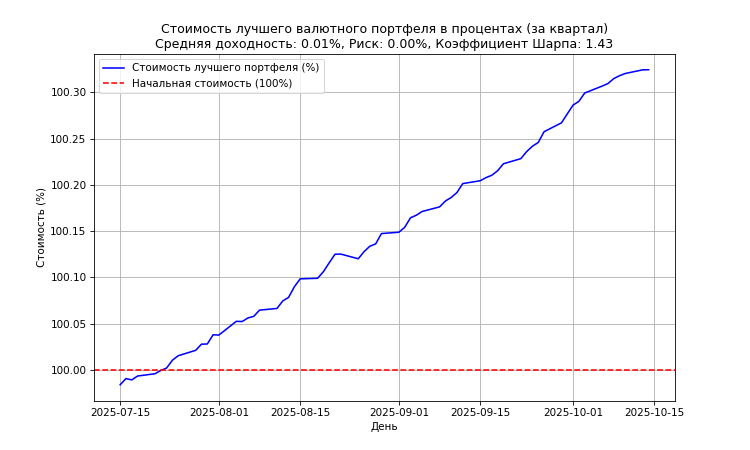 Стоимость лучшего валютного портфеля в процентах (за квартал)
Средняя доходность: 0.01%, Риск: 0.00%, Коэффициент Шарпа: 1.43
Стоимость лучшего портфеля (%)
Начальная стоимость (100%)
Стоимость (%)
100.30
100.25
100.20
100.15
100.10
100.05
100.00
2025-07-15
2025-08-01
2025-08-15
2025-09-01
2025-09-15
2025-10-01
2025-10-15
День